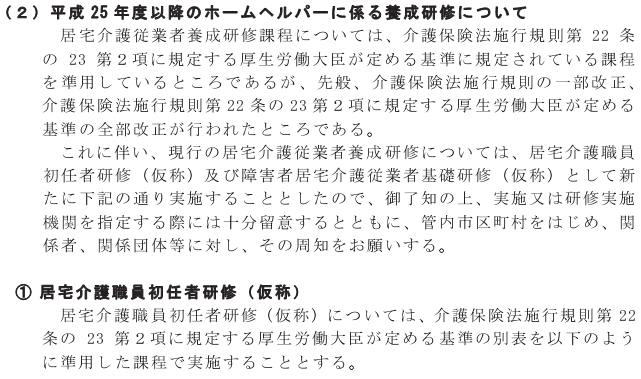 （２）平成 25 年度以降のホームヘルパーに係る養成研修について
居宅介護従業者養成研修課程については、介護保険法施行規則第 22 条
の 23 第２項に規定する厚生労働大臣が定める基準に規定されている課程
を準用しているところであるが、先般、介護保険法施行規則の一部改正、
介護保険法施行規則第 22 条の 23 第２項に規定する厚生労働大臣が定める
基準の全部改正が行われたところである。
これに伴い、現行の居宅介護従業者養成研修については、居宅介護職員
初任者研修（仮称）及び障害者居宅介護従業者基礎研修（仮称）として新
たに下記の通り実施することとしたので、御了知の上、実施又は研修実施
機関を指定する際には十分留意するとともに、管内市区町村をはじめ、関
係者、関係団体等に対し、その周知をお願いする。
① 居宅介護職員初任者研修（仮称）
居宅介護職員初任者研修（仮称）については、介護保険法施行規則第 22
条の 23 第２項に規定する厚生労働大臣が定める基準の別表を以下のよう
に準用した課程で実施することとする。